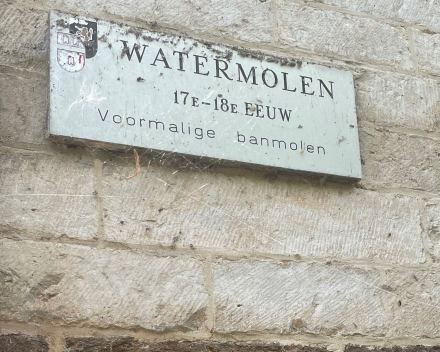 WATERMOLEN
17E-18E EEUW
Voormalige banmolen